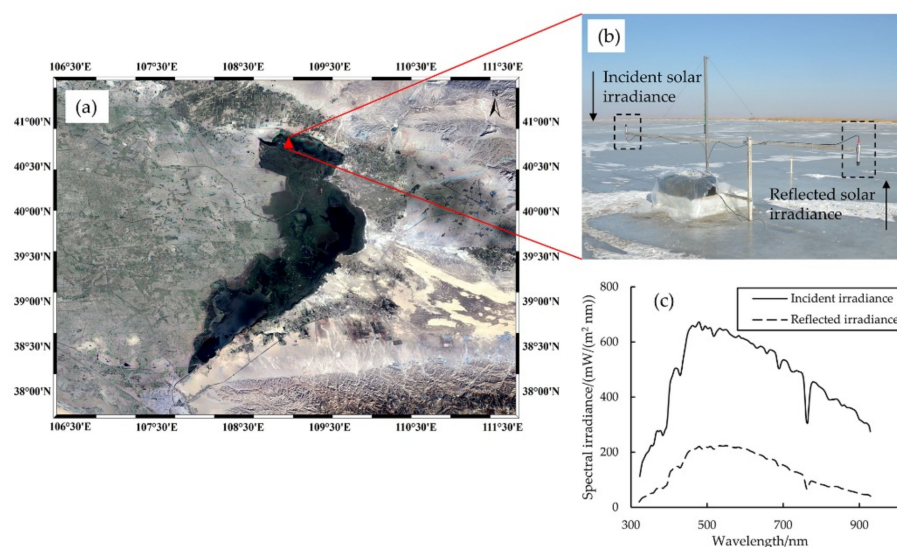 106°30'E 107°30'E 108°30'E 109°30'E 110°30'E 111°30'E
(a)
N
41°00'N
40°30'N
40°00'N
39°30'N
39°00'N
38°30'N
38°00'N
41°00'N
40°30'N
40°00'N
39°30'N
39°00'N
38°30'N
38°00'N
106°30'E 107°30'E 108°30'E 109°30'E 110°30'E 111°30'E
(b)
Incident solar
irradiance
Reflected solar
irradiance
(c)
Incident irradiance
Reflected irradiance
Spectral irradiance/(mW/(m² nm))
800
600
400
200
0
300 500 700 900
Wavelength/nm